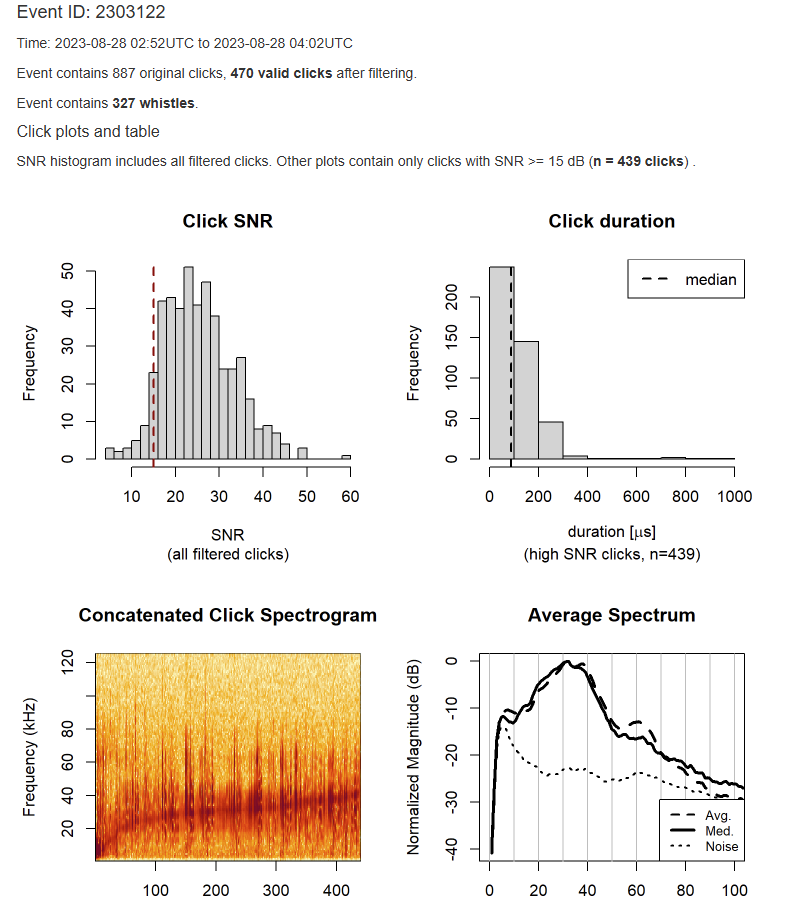 Event ID: 2303122
Time: 2023-08-28 02:52UTC to 2023-08-28 04:02UTC
Event contains 887 original clicks, 470 valid clicks after filtering.
Event contains 327 whistles.
Click plots and table
SNR histogram includes all filtered clicks. Other plots contain only clicks with SNR >= 15 dB (n = 439 clicks) .
Click SNR
Frequency
50
40
30
20
10
0
10 20 30 40 50 60
SNR
(all filtered clicks)
Click duration
median
Frequency
200
150
100
50
0
0 200 400 600 800 1000
duration [µs]
(high SNR clicks, n=439)
Concatenated Click Spectrogram
Frequency (kHz)
120
80
60
40
20
100 200 300 400
Average Spectrum
Normalized Magnitude (dB)
0
-10
-20
-30
-40
Avg.
Med.
Noise
0 20 40 60 80 100